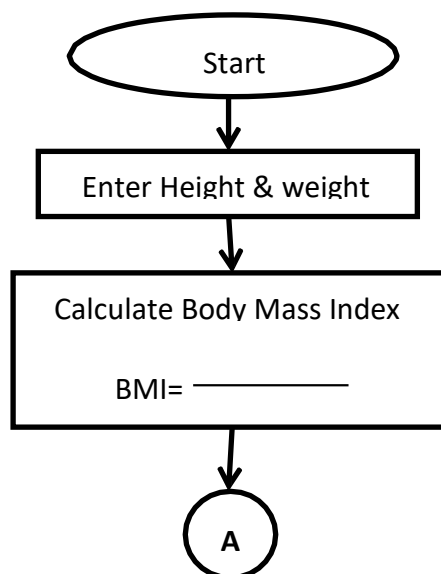 Start
Enter Height & weight
Calculate Body Mass Index
BMI=
A